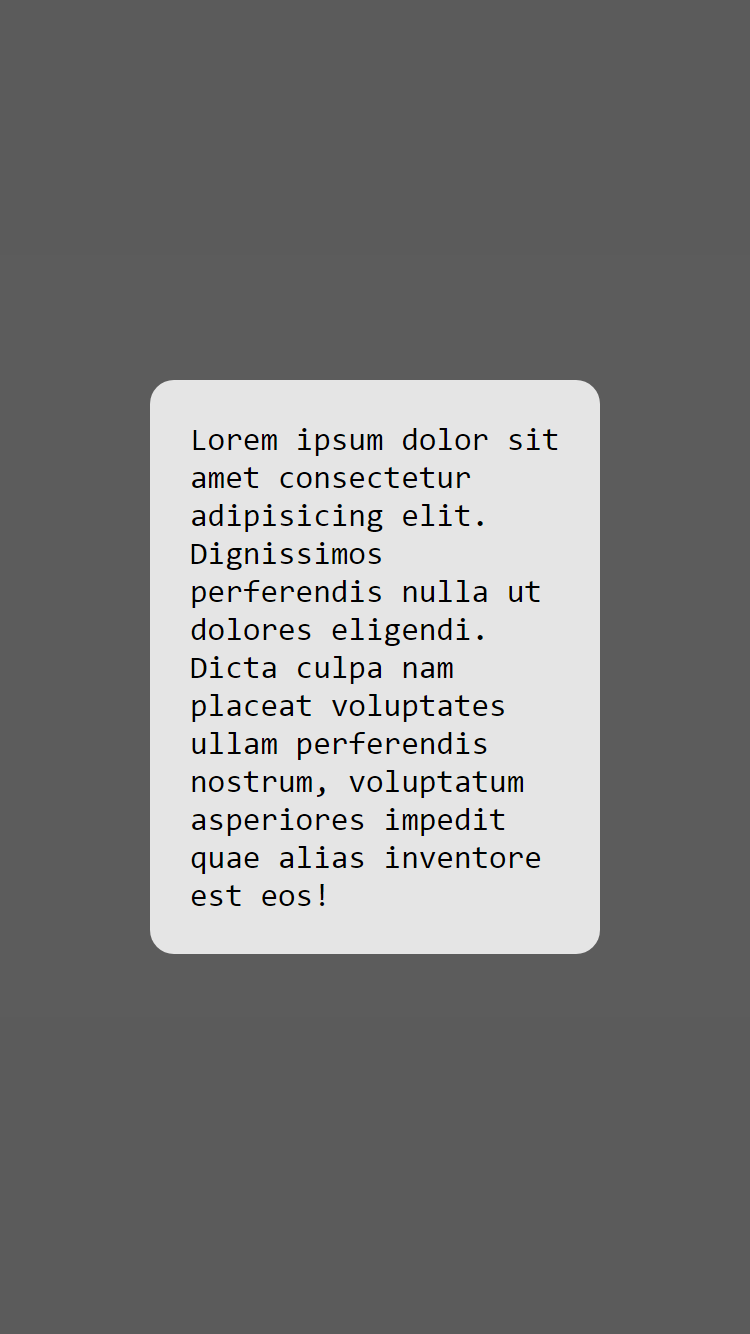 Lorem ipsum dolor sit
amet consectetur
adipisicing elit.
Dignissimos
perferendis nulla ut
dolores eligendi.
Dicta culpa nam
placeat voluptates
ullam perferendis
nostrum, voluptatum
asperiores impedit
quae alias inventore
est eos!